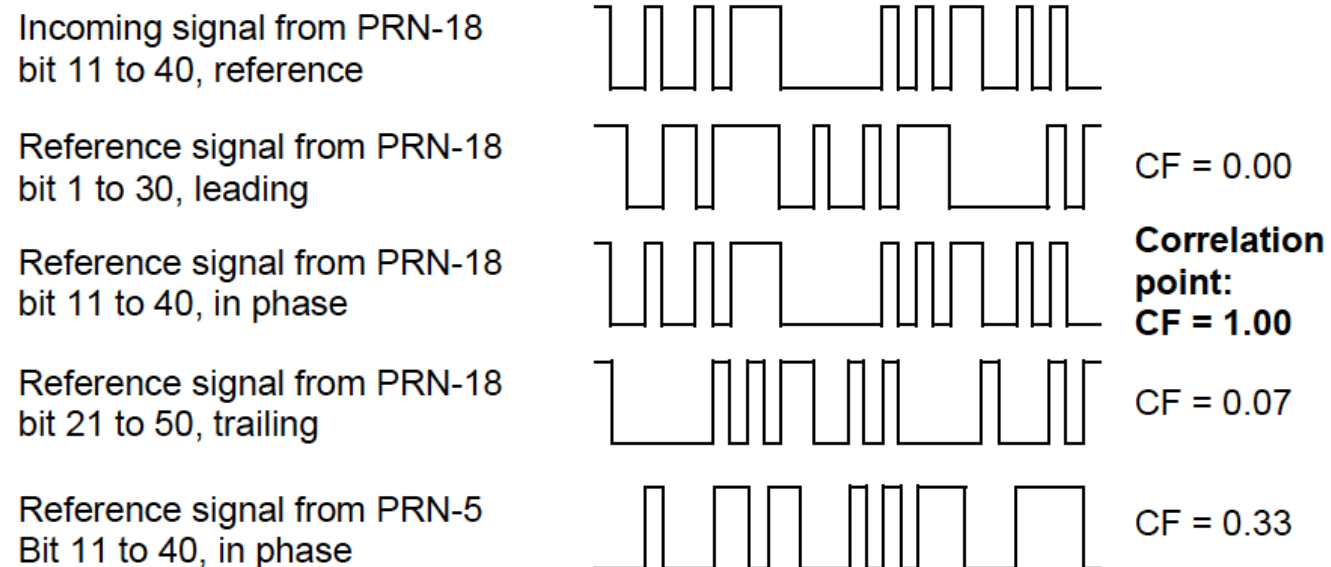 Incoming signal from PRN-18
bit 11 to 40, reference
Reference signal from PRN-18
bit 1 to 30, leading
CF = 0.00
Reference signal from PRN-18
bit 11 to 40, in phase
Correlation
point:
CF = 1.00
Reference signal from PRN-18
bit 21 to 50, trailing
CF = 0.07
Reference signal from PRN-5
Bit 11 to 40, in phase
CF = 0.33